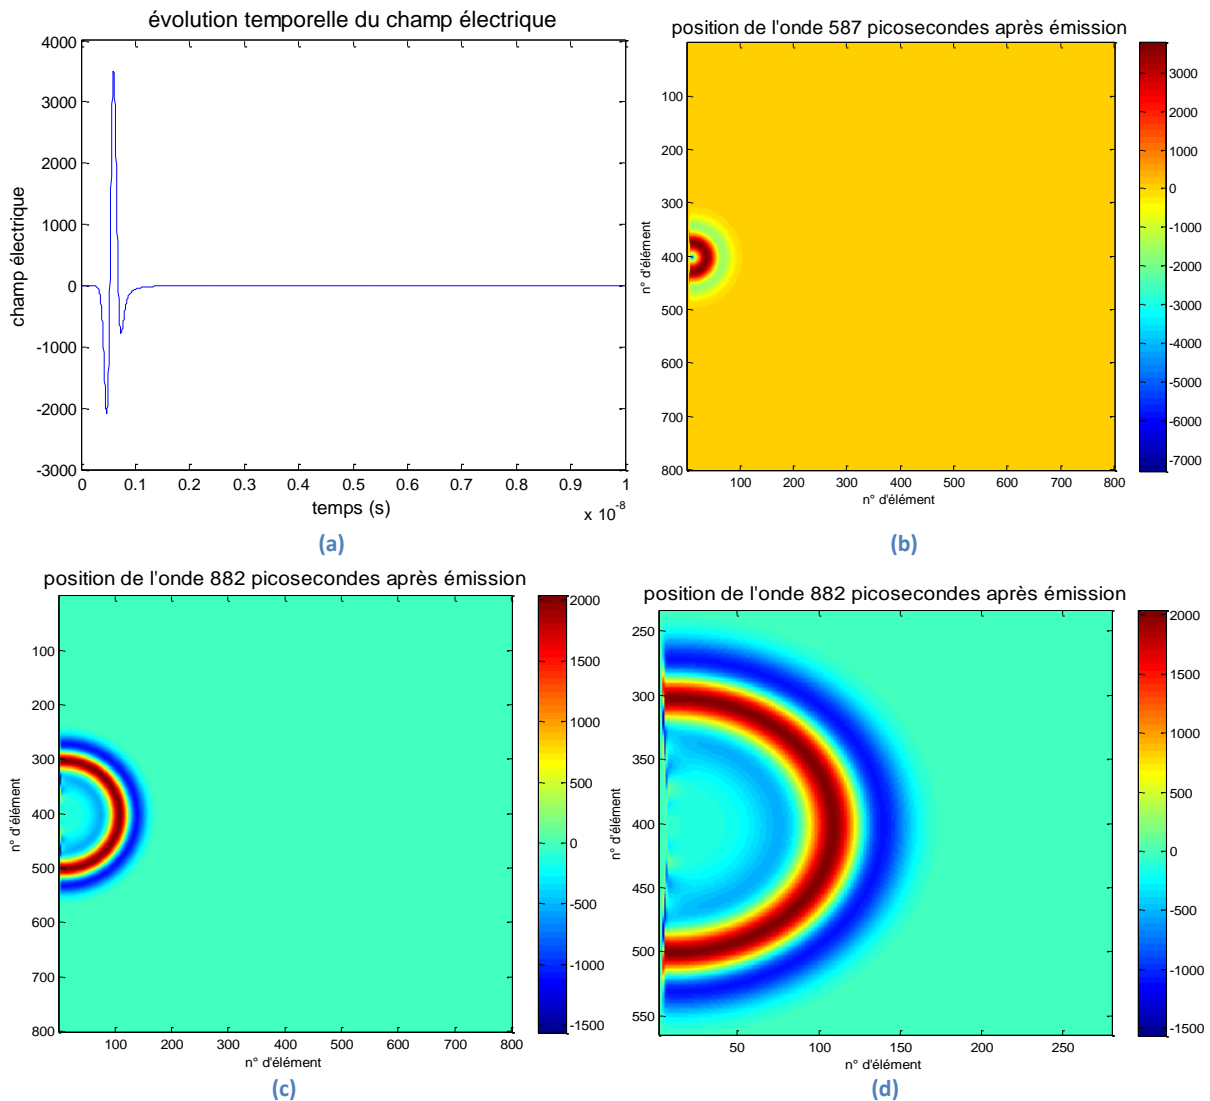 évolution temporelle du champ électrique
4000
3000
2000
1000
0
-1000
-2000
-3000
champ électrique
0 0.1 0.2 0.3 0.4 0.5 0.6 0.7 0.8 0.9 1
temps (s)
x 10^-8
(a)
position de l'onde 587 picosecondes après émission
100
200
300
400
500
600
700
800
n° d'élément
100 200 300 400 500 600 700 800
n° d'élément
3000
2000
1000
0
-1000
-2000
-3000
-4000
-5000
-6000
-7000
(b)
position de l'onde 882 picosecondes après émission
100
200
300
400
500
600
700
800
n° d'élément
100 200 300 400 500 600 700 800
n° d'élément
2000
1500
1000
500
0
-500
-1000
-1500
(c)
position de l'onde 882 picosecondes après émission
250
300
350
400
450
500
550
n° d'élément
50 100 150 200 250
n° d'élément
2000
1500
1000
500
0
-500
-1000
-1500
(d)